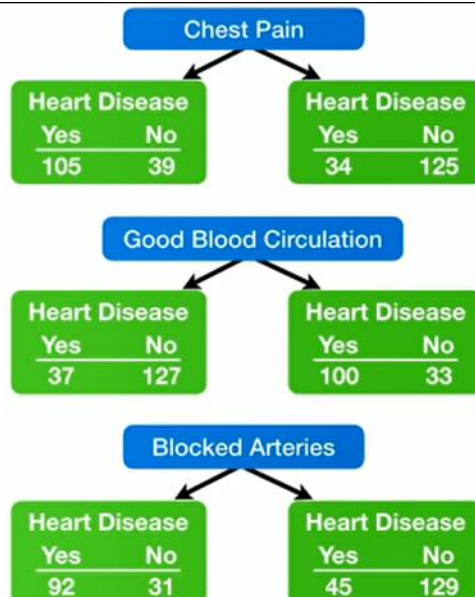 Chest Pain
Heart Disease Heart Disease
Yes No Yes No
105 39 34 125
Good Blood Circulation
Heart Disease Heart Disease
Yes No Yes No
37 127 100 33
Blocked Arteries
Heart Disease Heart Disease
Yes No Yes No
92 31 45 129